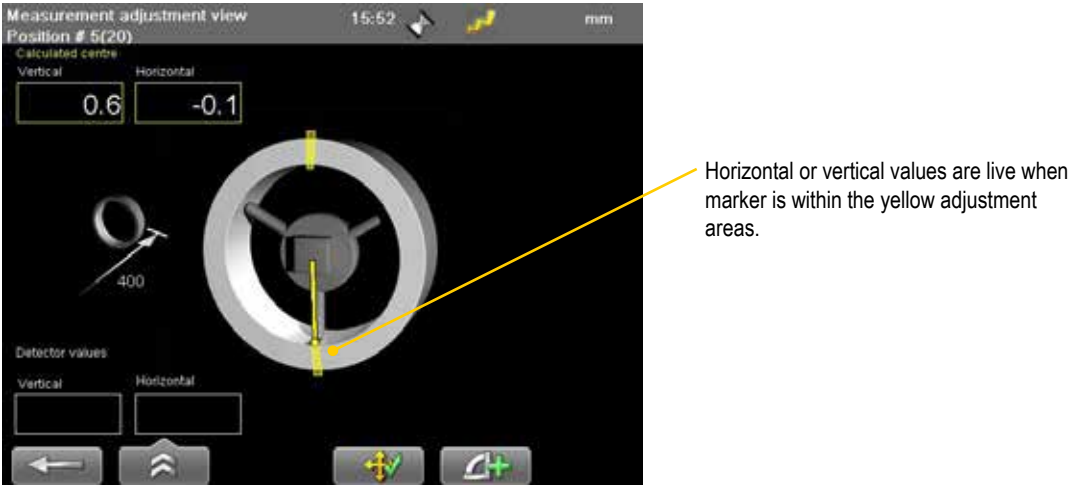 Measurement adjustment view
15:52
mm
Position # 5(20)
Calculated centre
Vertical Horizontal
0.6 -0.1
400
Detector values
Vertical Horizontal
Horizontal or vertical values are live when
marker is within the yellow adjustment
areas.